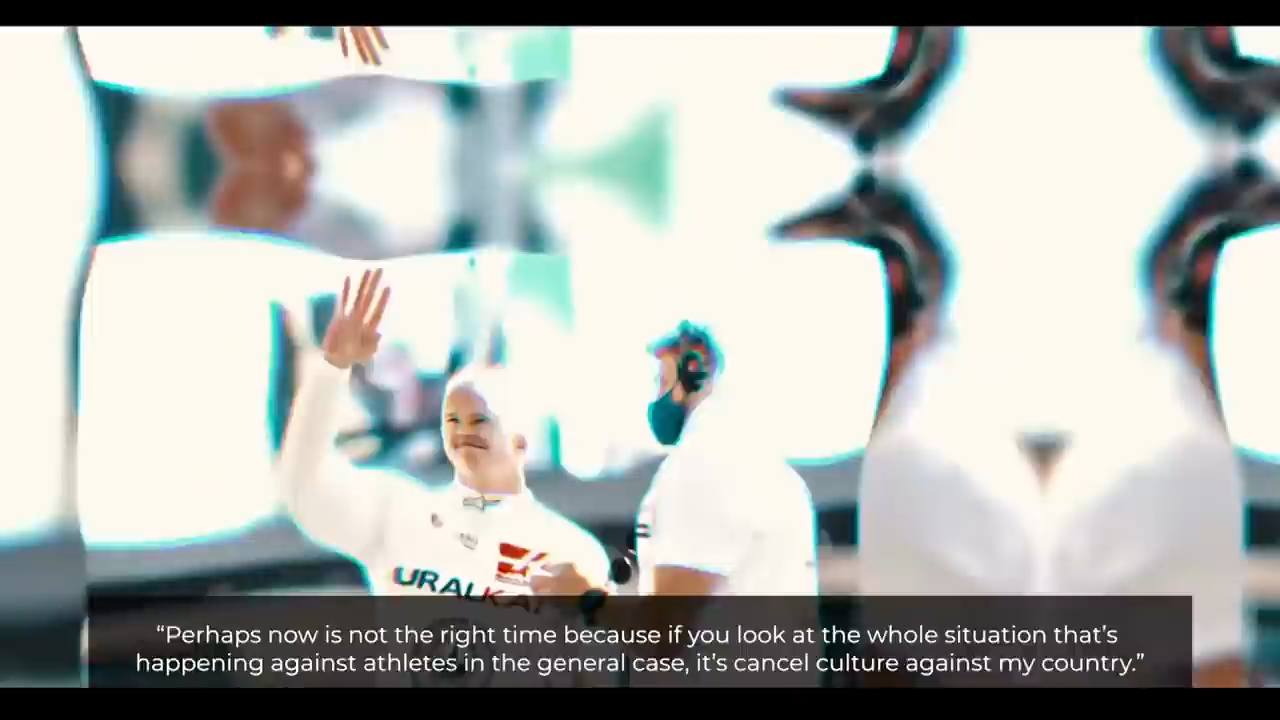 URALKA
“Perhaps now is not the right time because if you look at the whole situation that’s
happening against athletes in the general case, it’s cancel culture against my country.”